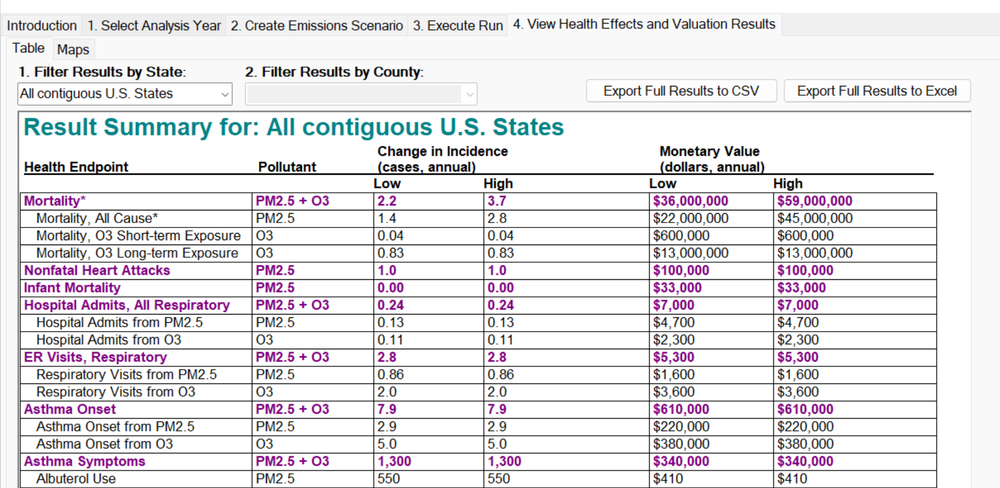 Introduction 1. Select Analysis Year 2. Create Emissions Scenario 3. Execute Run 4. View Health Effects and Valuation Results
Table Maps
1. Filter Results by State: 2. Filter Results by County:
All contiguous U.S. States Export Full Results to CSV Export Full Results to Excel
Result Summary for: All contiguous U.S. States
Change in Incidence Monetary Value
Health Endpoint Pollutant (cases, annual) (dollars, annual)
Low High Low High
Mortality* PM2.5 + O3 2.2 3.7 $36,000,000 $59,000,000
Mortality, All Cause* PM2.5 1.4 2.8 $22,000,000 $45,000,000
Mortality, O3 Short-term Exposure O3 0.04 0.04 $600,000 $600,000
Mortality, O3 Long-term Exposure O3 0.83 0.83 $13,000,000 $13,000,000
Nonfatal Heart Attacks PM2.5 1.0 1.0 $100,000 $100,000
Infant Mortality PM2.5 0.00 0.00 $33,000 $33,000
Hospital Admits, All Respiratory PM2.5 + O3 0.24 0.24 $7,000 $7,000
Hospital Admits from PM2.5 PM2.5 0.13 0.13 $4,700 $4,700
Hospital Admits from O3 O3 0.11 0.11 $2,300 $2,300
ER Visits, Respiratory PM2.5 + O3 2.8 2.8 $5,300 $5,300
Respiratory Visits from PM2.5 PM2.5 0.86 0.86 $1,600 $1,600
Respiratory Visits from O3 O3 2.0 2.0 $3,600 $3,600
Asthma Onset PM2.5 + O3 7.9 7.9 $610,000 $610,000
Asthma Onset from PM2.5 PM2.5 2.9 2.9 $220,000 $220,000
Asthma Onset from O3 O3 5.0 5.0 $380,000 $380,000
Asthma Symptoms PM2.5 + O3 1,300 1,300 $340,000 $340,000
Albuterol Use PM2.5 550 550 $410 $410